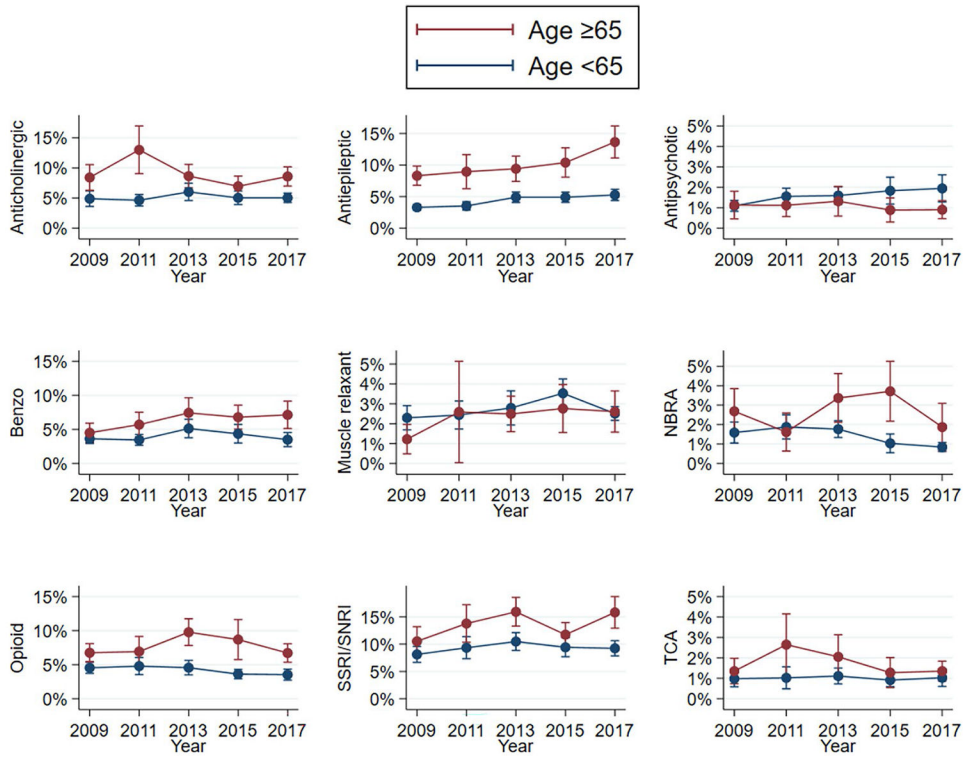 Age ≥65
Age <65
Anticholinergic
15%
10%
5%
0%
2009 2011 2013 2015 2017
Year
Antiepileptic
15%
10%
5%
0%
2009 2011 2013 2015 2017
Year
Antipsychotic
5%
4%
3%
2%
1%
0%
2009 2011 2013 2015 2017
Year
Benzo
15%
10%
5%
0%
2009 2011 2013 2015 2017
Year
Muscle relaxant
5%
4%
3%
2%
1%
0%
2009 2011 2013 2015 2017
Year
NBRA
5%
4%
3%
2%
1%
0%
2009 2011 2013 2015 2017
Year
Opioid
15%
10%
5%
0%
2009 2011 2013 2015 2017
Year
SSRI/SNRI
15%
10%
5%
0%
2009 2011 2013 2015 2017
Year
TCA
5%
4%
3%
2%
1%
0%
2009 2011 2013 2015 2017
Year